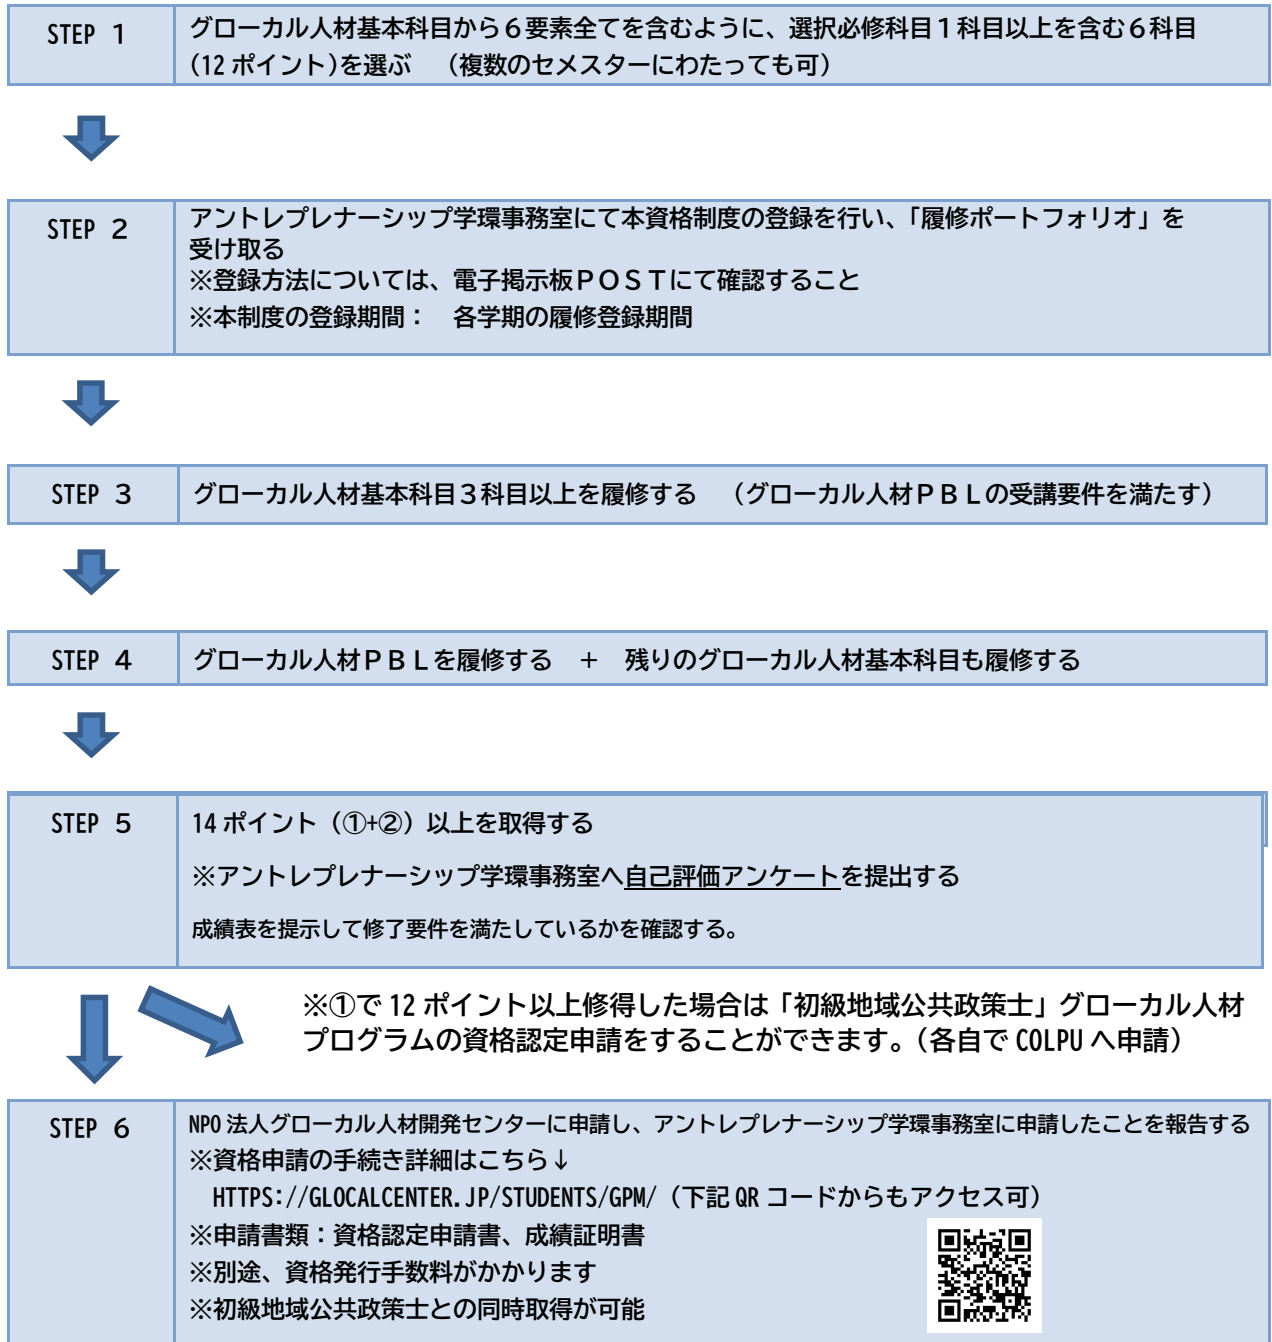 STEP 1
グローカル人材基本科目から６要素全てを含むように、選択必修科目１科目以上を含む６科目
(12 ポイント)を選ぶ （複数のセメスターにわたっても可）
STEP 2
アントレプレナーシップ学環事務室にて本資格制度の登録を行い、「履修ポートフォリオ」を
受け取る
※登録方法については、電子掲示板ＰＯＳＴにて確認すること
※本制度の登録期間： 各学期の履修登録期間
STEP 3
グローカル人材基本科目３科目以上を履修する （グローカル人材ＰＢＬの受講要件を満たす）
STEP 4
グローカル人材ＰＢＬを履修する ＋ 残りのグローカル人材基本科目も履修する
STEP 5
14 ポイント（①+②）以上を取得する
※アントレプレナーシップ学環事務室へ自己評価アンケートを提出する
成績表を提示して修了要件を満たしているかを確認する。
※①で 12 ポイント以上修得した場合は「初級地域公共政策士」グローカル人材
プログラムの資格認定申請をすることができます。（各自で COLPU へ申請）
STEP 6
NPO 法人グローカル人材開発センターに申請し、アントレプレナーシップ学環事務室に申請したことを報告する
※資格申請の手続き詳細はこちら↓
HTTPS://GLOCALCENTER.JP/STUDENTS/GPM/（下記 QR コードからもアクセス可）
※申請書類：資格認定申請書、成績証明書
※別途、資格発行手数料がかかります
※初級地域公共政策士との同時取得が可能